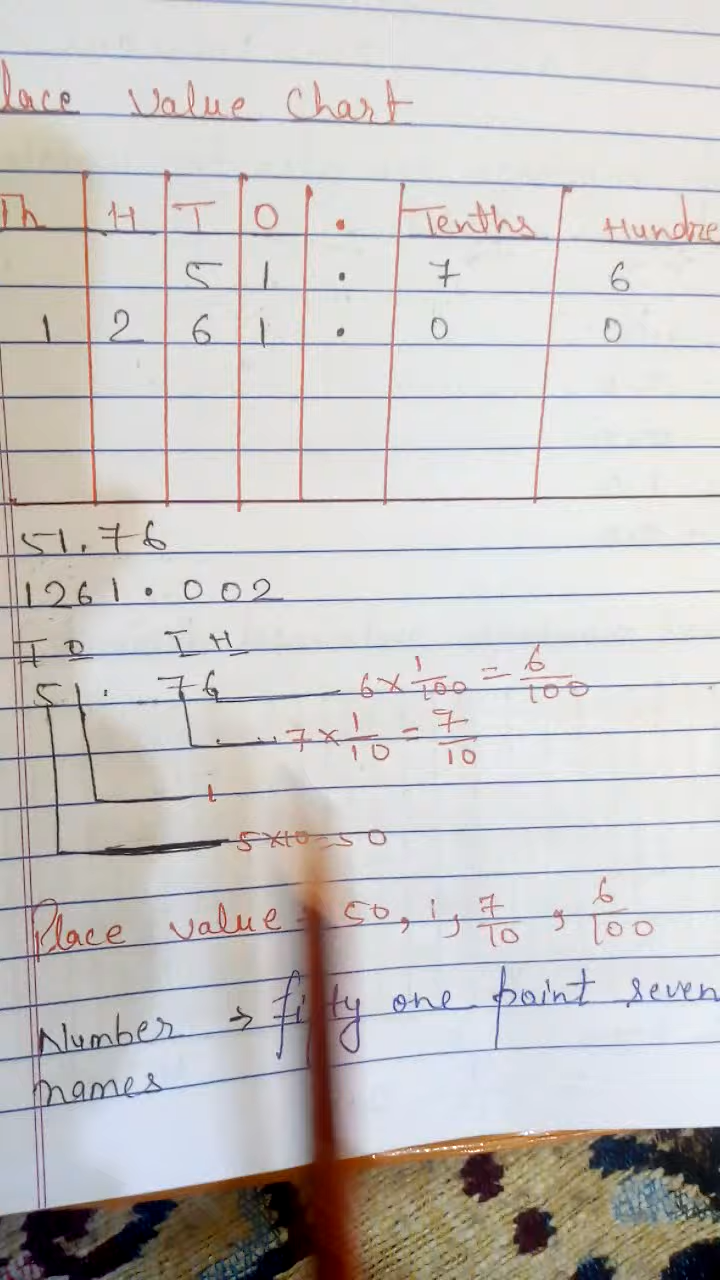 lace Value Chart
Th H T O . Tenths Hundre
5 1 . 7 6
1 2 6 1 . 0 0
51.76
1261.002
T O T H
51. 76 6 × 1/100 = 6/100
7 × 1/10 = 7/10
1
5×10=50
Place value = 50, 1, 7/10, 6/100
Number → fifty one point seven
names